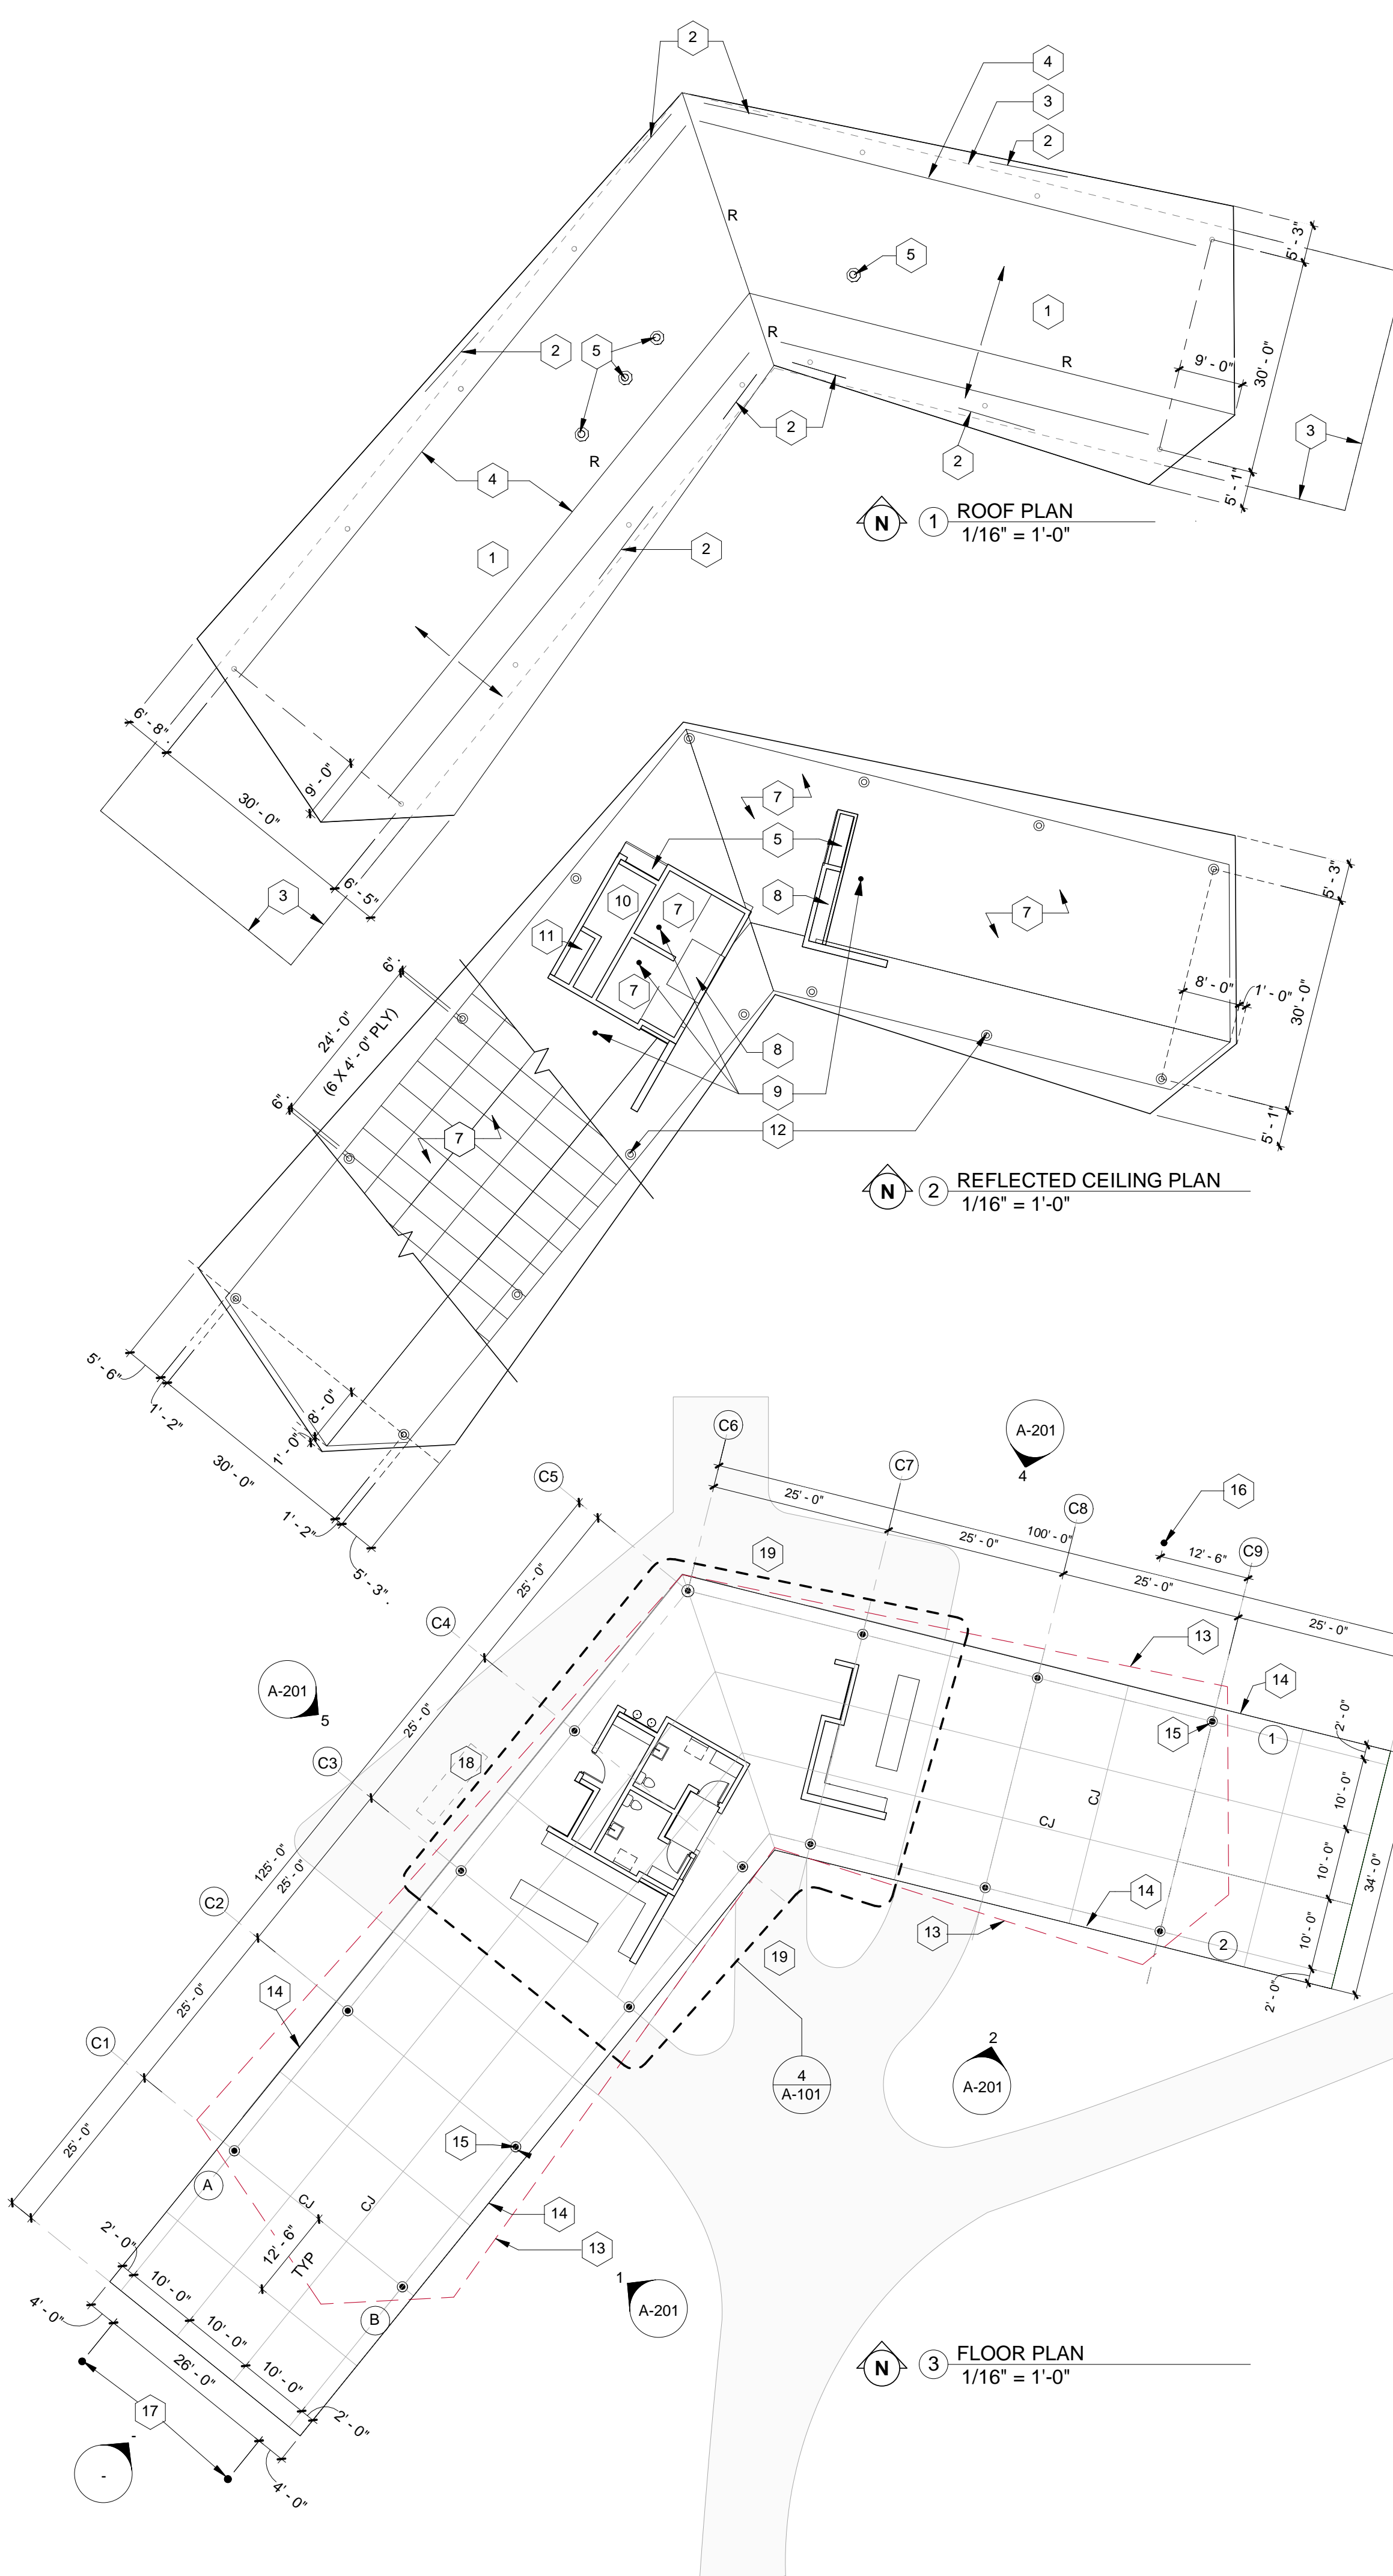 2
4
3
2
R
5
1
5' - 3"
R
R
2
5
9' - 0"
30' - 0"
3
2
2
5' - 1"
4
R
N
1
ROOF PLAN
1/16" = 1'-0"
1
2
6' - 8"
9' - 0"
30' - 0"
6' - 5"
3
7
5
5' - 3"
10
7
8
7
11
7
8' - 0"
1' - 0"
30' - 0"
6"
24' - 0"
(6 X 4' - 0" PLY)
6"
8
9
12
5' - 1"
7
N
2
REFLECTED CEILING PLAN
1/16" = 1'-0"
5' - 6"
1' - 2"
8' - 0"
1' - 0"
30' - 0"
1' - 2"
5' - 3"
C6
A-201
4
C7
C5
25' - 0"
C8
16
100' - 0"
25' - 0"
12' - 6"
C9
19
25' - 0"
25' - 0"
25' - 0"
C4
13
A-201
5
14
25' - 0"
15
1
2' - 0"
C3
18
10' - 0"
CJ
CJ
125' - 0"
25' - 0"
10' - 0"
34' - 0"
C2
14
10' - 0"
13
2
19
2' - 0"
25' - 0"
14
C1
2
A-201
4
A-101
25' - 0"
15
A
CJ
CJ
14
12' - 6"
TYP
13
2' - 0"
10' - 0"
1
A-201
B
4' - 0"
10' - 0"
26' - 0"
10' - 0"
N
3
FLOOR PLAN
1/16" = 1'-0"
17
2' - 0"
-
-
4' - 0"